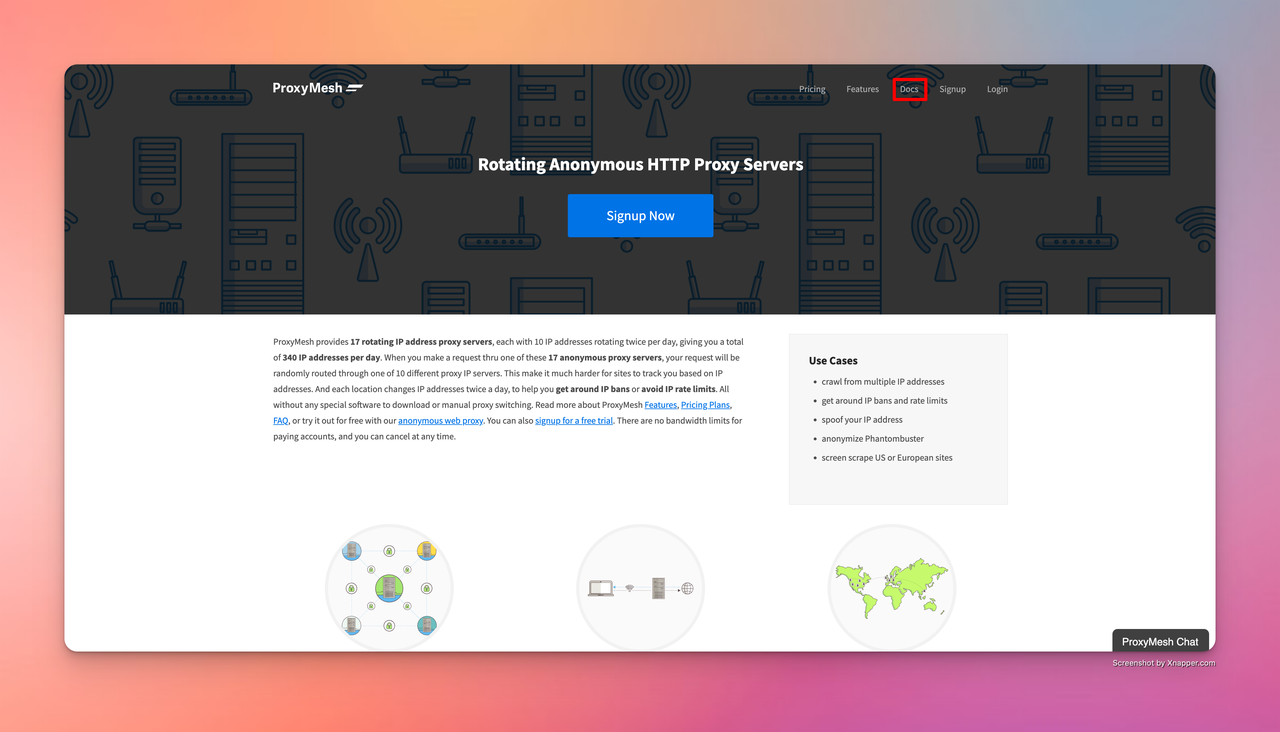 ProxyMesh
Pricing Features Docs Signup Login
Rotating Anonymous HTTP Proxy Servers
Signup Now
ProxyMesh provides 17 rotating IP address proxy servers, each with 10 IP addresses rotating twice per day, giving you a total
of 340 IP addresses per day. When you make a request thru one of these 17 anonymous proxy servers, your request will be
randomly routed through one of 10 different proxy IP servers. This make it much harder for sites to track you based on IP
addresses. And each location changes IP addresses twice a day, to help you get around IP bans or avoid IP rate limits. All
without any special software to download or manual proxy switching. Read more about ProxyMesh Features, Pricing Plans,
FAQ, or try it out for free with our anonymous web proxy. You can also signup for a free trial. There are no bandwidth limits for
paying accounts, and you can cancel at any time.
Use Cases
• crawl from multiple IP addresses
• get around IP bans and rate limits
• spoof your IP address
• anonymize Phantombuster
• screen scrape US or European sites
ProxyMesh Chat
Screenshot by Xnapper.com